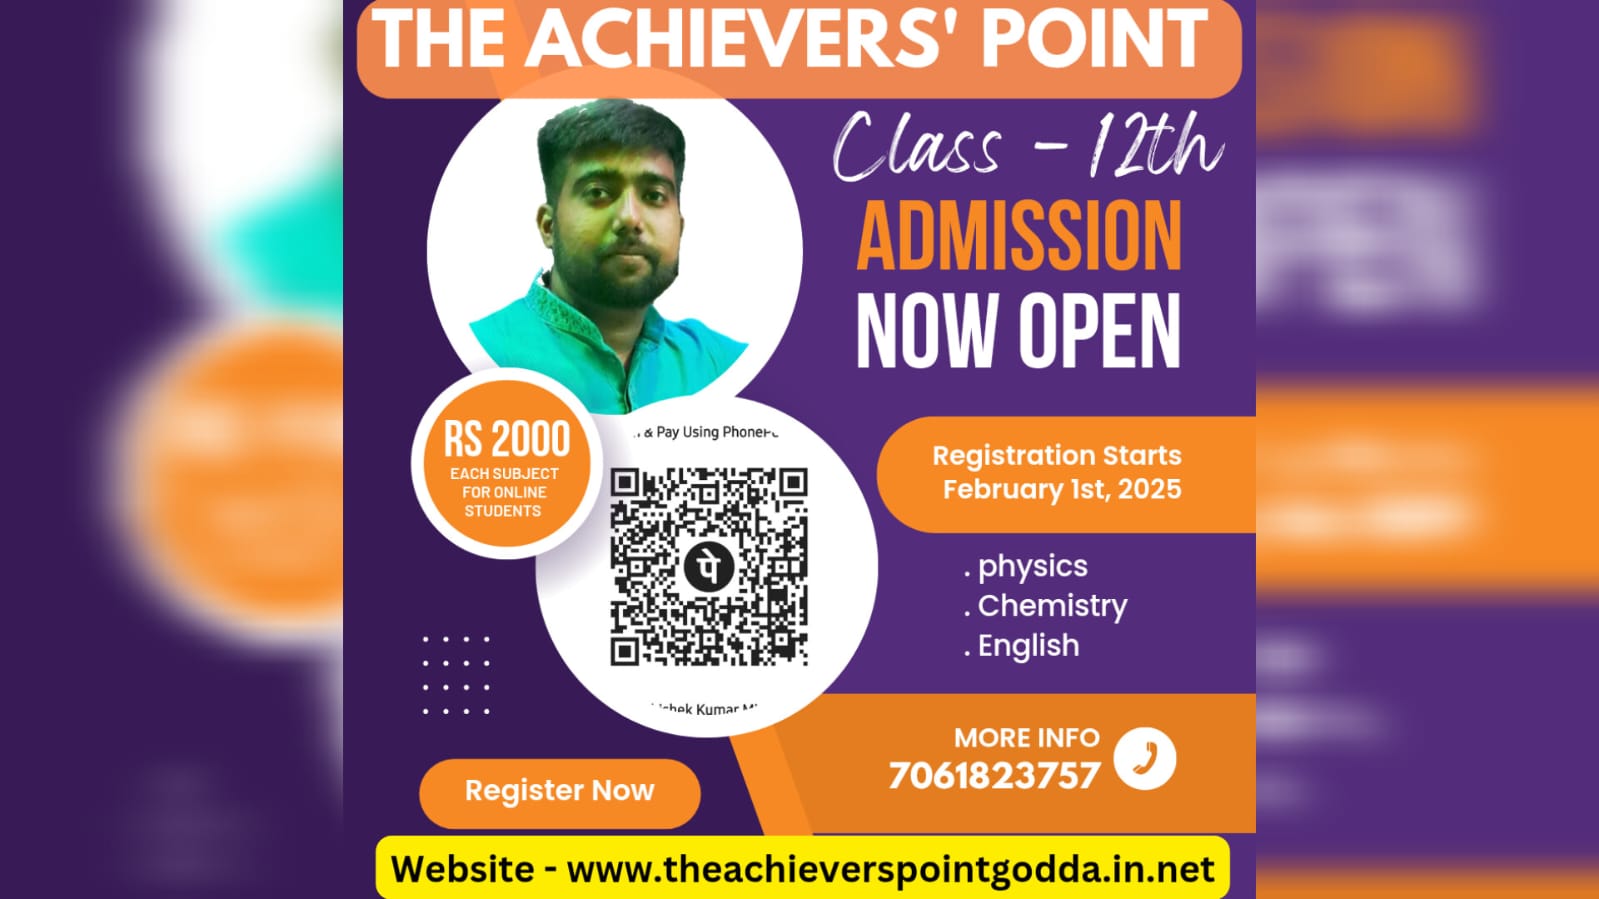 THE ACHIEVERS' POINT
Class - 12th
ADMISSION
NOW OPEN
RS 2000
EACH SUBJECT
FOR ONLINE
STUDENTS
& Pay Using
पे
Kumar
Registration Starts
February 1st, 2025
. physics
. Chemistry
. English
MORE INFO
7061823757
Register Now
Website - www.theachieverspointgodda.in.net